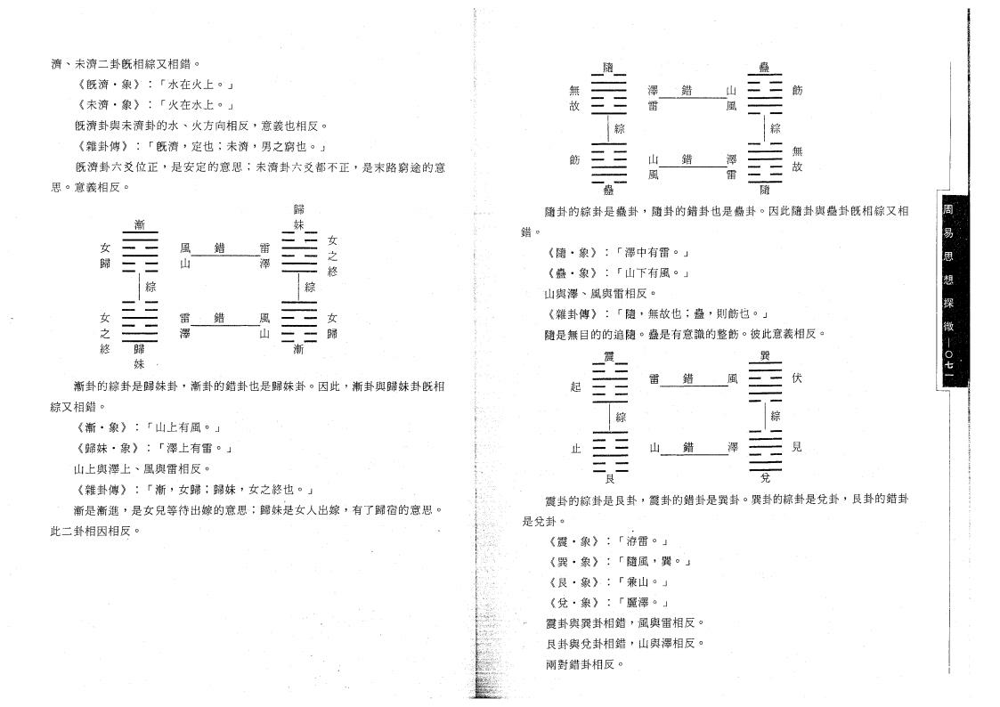 濟、未濟二卦旣相綜又相錯。
《旣濟・象》：「水在火上。」
《未濟・象》：「火在水上。」
旣濟卦與未濟卦的水、火方向相反，意義也相反。
《雜卦傳》：「旣濟，定也；未濟，男之窮也。」
旣濟卦六爻位正，是安定的意思；未濟卦六爻都不正，是末路窮途的意
思。意義相反。
漸
歸妹
女歸
風山
錯
雷澤
女之終
綜
綜
女之終
雷澤
錯
風山
女歸
歸妹
漸
漸卦的綜卦是歸妹卦，漸卦的錯卦也是歸妹卦。因此，漸卦與歸妹卦旣相
綜又相錯。
《漸・象》：「山上有風。」
《歸妹・象》：「澤上有雷。」
山上與澤上、風與雷相反。
《雜卦傳》：「漸，女歸；歸妹，女之終也。」
漸是漸進，是女兒等待出嫁的意思；歸妹是女人出嫁，有了歸宿的意思。
此二卦相因相反。
隨
蠱
無故
澤雷
錯
山風
飭
綜
綜
飭
山風
錯
澤雷
無故
蠱
隨
隨卦的綜卦是蠱卦，隨卦的錯卦也是蠱卦。因此隨卦與蠱卦旣相綜又相
錯。
《隨・象》：「澤中有雷。」
《蠱・象》：「山下有風。」
山與澤、風與雷相反。
《雜卦傳》：「隨，無故也；蠱，則飭也。」
隨是無目的的追隨。蠱是有意識的整飭。彼此意義相反。
震
巽
起
雷
錯
風
伏
綜
綜
止
山
錯
澤
見
艮
兌
震卦的綜卦是艮卦，震卦的錯卦是巽卦。巽卦的綜卦是兌卦，艮卦的錯卦
是兌卦。
《震・象》：「洊雷。」
《巽・象》：「隨風，巽。」
《艮・象》：「兼山。」
《兌・象》：「麗澤。」
震卦與巽卦相錯，風與雷相反。
艮卦與兌卦相錯，山與澤相反。
兩對錯卦相反。
周易思想探微—〇七一